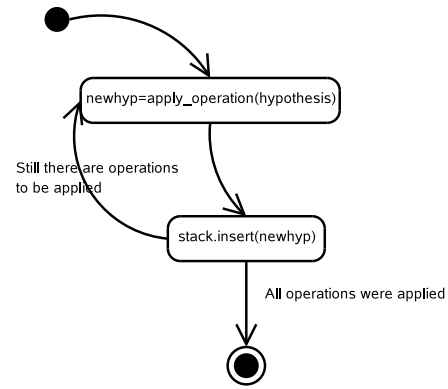 newhyp=apply_operation(hypothesis)
Still there are operations
to be applied
stack.insert(newhyp)
All operations were applied